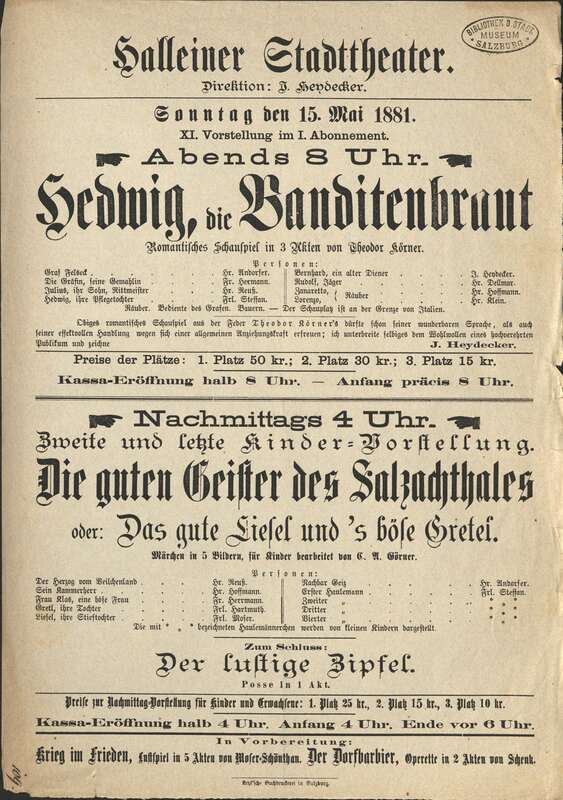 Halleiner Stadttheater.
BIBLIOTHEK D. STÄDT.
MUSEUM
SALZBURG
Direktion: J. Heydecker.
Sonntag den 15. Mai 1881.
XI. Vorstellung im I. Abonnement.
Abends 8 Uhr.
Hedwig, die Banditenbraut
Romantisches Schauspiel in 3 Akten von Theodor Körner.
Personen:
Graf Felseck . . . . . . . Hr. Andorfer.
Die Gräfin, seine Gemahlin . . . . Fr. Hermann.
Julius, ihr Sohn, Rittmeister . . . . Hr. Reuß.
Hedwig, ihre Pflegetochter . . . . Frl. Steffan.
Bernhard, ein alter Diener . . . . J. Heydecker.
Rudolf, Jäger . . . . Hr. Dellmar.
Zanaretto, } Räuber . . . . Hr. Hoffmann.
Lorenzo, } . . . . Hr. Klein.
Räuber. Bediente des Grafen. Bauern. — Der Schauplatz ist an der Grenze von Italien.
Obiges romantisches Schauspiel aus der Feder Theodor Körner's dürfte schon seiner wunderbaren Sprache, als auch
seiner effektvollen Handlung wegen sich einer allgemeinen Anziehungskraft erfreuen; ich unterbreite selbiges dem Wohlwollen eines hochverehrten
Publikum und zeichne
J. Heydecker.
Preise der Plätze: 1. Platz 50 kr.; 2. Platz 30 kr.; 3. Platz 15 kr.
Kassa-Eröffnung halb 8 Uhr. — Anfang präcis 8 Uhr.
Nachmittags 4 Uhr.
Zweite und letzte Kinder-Vorstellung.
Die guten Geister des Salzachthales
oder: Das gute Liesel und 's böse Gretel.
Märchen in 5 Bildern, für Kinder bearbeitet von C. A. Görner.
Personen:
Der Herzog vom Veilchenland . . . . Hr. Reuß.
Sein Kammerherr . . . . Hr. Hoffmann.
Frau Klotz, eine böse Frau . . . . Fr. Herrmann.
Gretl, ihre Tochter . . . . Frl. Hartmuth.
Liesel, ihre Stieftochter . . . . Frl. Moser.
Nachbar Geiz . . . . Hr. Andorfer.
Erster Haulemann . . . . Frl. Steffan.
Zweiter " . . . . * * *
Dritter " . . . . * * *
Vierter " . . . . * * *
Die mit * * * bezeichneten Haulemännerchen werden von kleinen Kindern dargestellt.
Zum Schluss:
Der lustige Zipfel.
Posse in 1 Akt.
Preise zur Nachmittag-Vorstellung für Kinder und Erwachsene: 1. Platz 25 kr., 2. Platz 15 kr., 3. Platz 10 kr.
Kassa-Eröffnung halb 4 Uhr. Anfang 4 Uhr. Ende vor 6 Uhr.
In Vorbereitung:
Krieg im Frieden, Lustspiel in 5 Akten von Moser-Schönthan. Der Dorfbarbier, Operette in 2 Akten von Schenk.
Buchdruckerei in Salzburg.